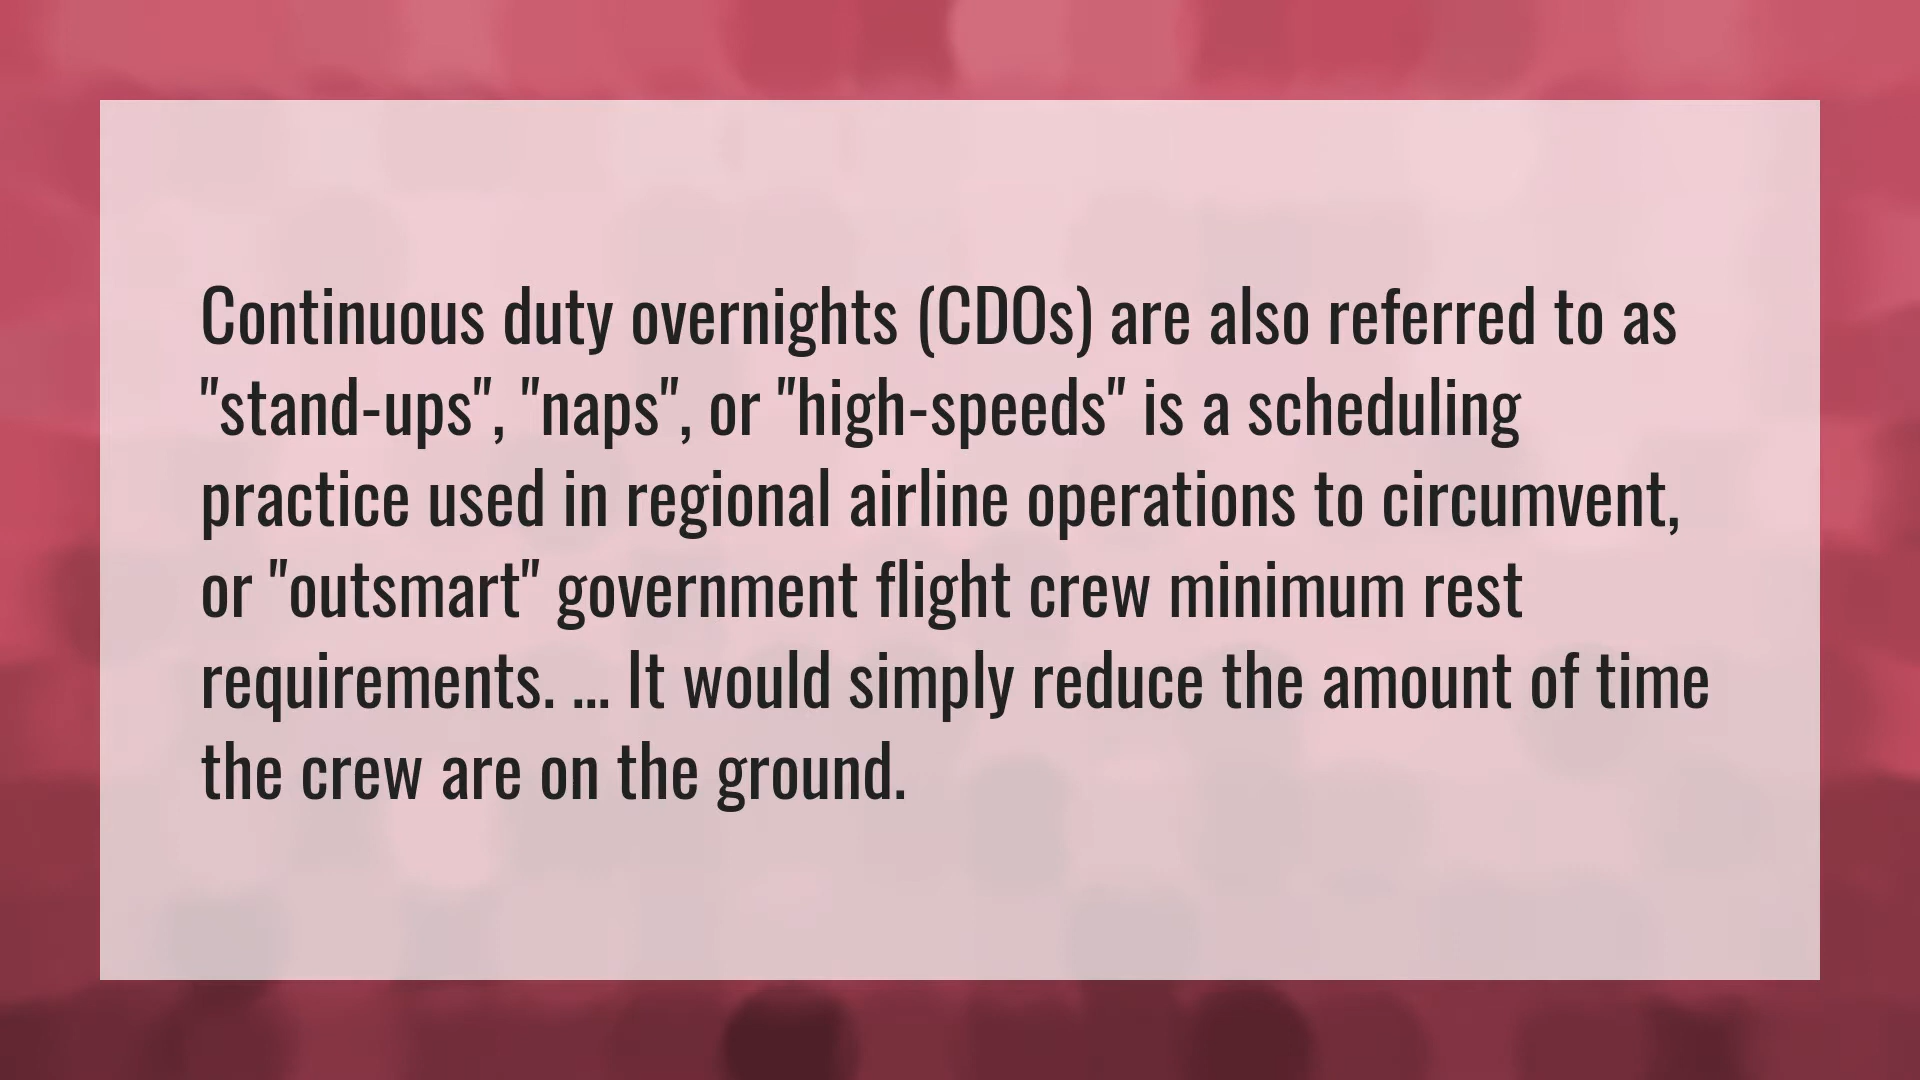 Continuous duty overnights (CDOs) are also referred to as
"stand-ups", "naps", or "high-speeds" is a scheduling
practice used in regional airline operations to circumvent,
or "outsmart" government flight crew minimum rest
requirements. ... It would simply reduce the amount of time
the crew are on the ground.